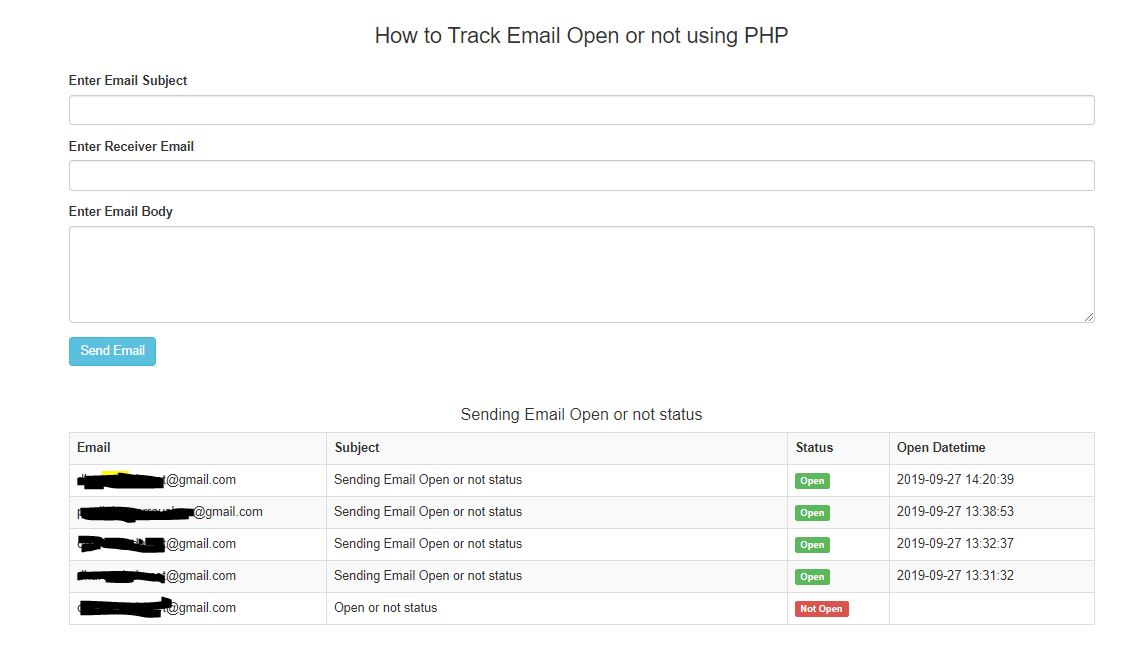 How to Track Email Open or not using PHP
Enter Email Subject
Enter Receiver Email
Enter Email Body
Send Email
Sending Email Open or not status
Email Subject Status Open Datetime
@gmail.com Sending Email Open or not status Open 2019-09-27 14:20:39
@gmail.com Sending Email Open or not status Open 2019-09-27 13:38:53
@gmail.com Sending Email Open or not status Open 2019-09-27 13:32:37
@gmail.com Sending Email Open or not status Open 2019-09-27 13:31:32
@gmail.com Open or not status Not Open